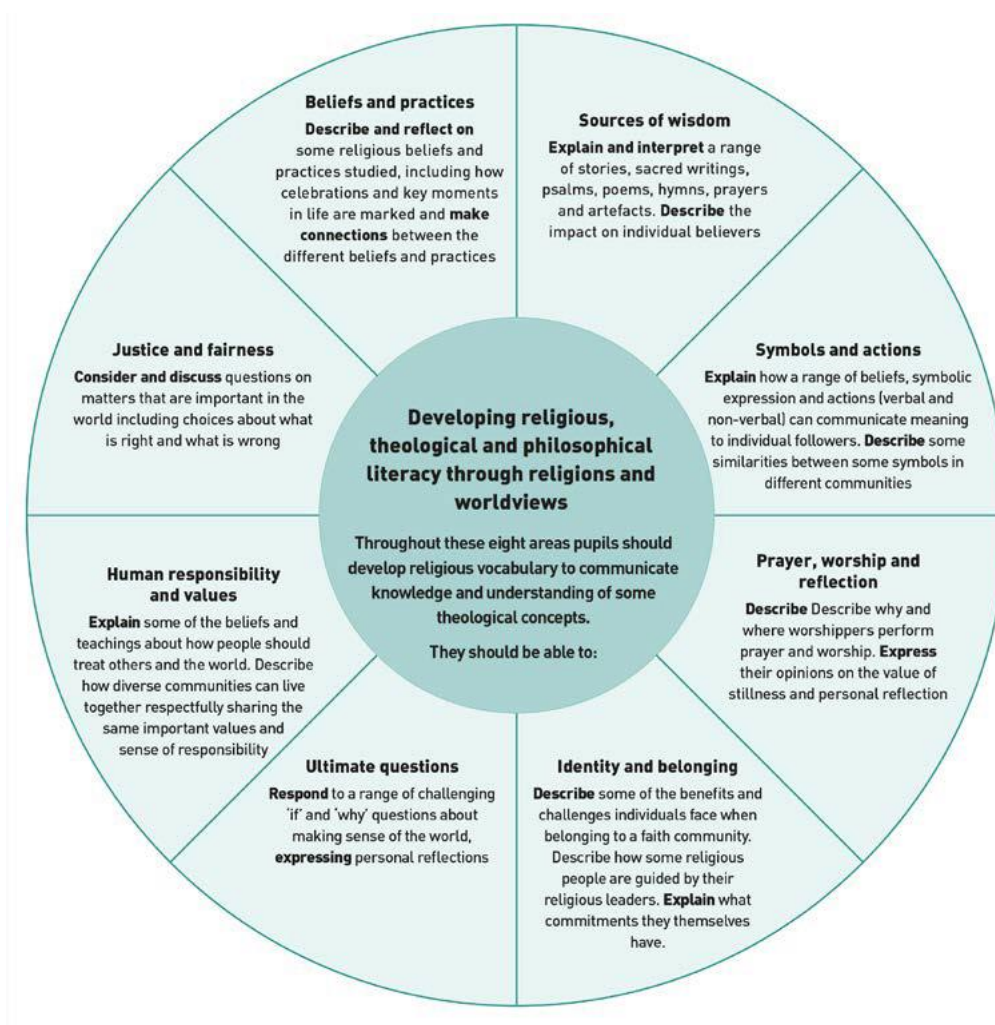 Beliefs and practices
Describe and reflect on
some religious beliefs and
practices studied, including how
celebrations and key moments
in life are marked and make
connections between the
different beliefs and practices
Sources of wisdom
Explain and interpret a range
of stories, sacred writings,
psalms, poems, hymns, prayers
and artefacts. Describe the
impact on individual believers
Symbols and actions
Explain how a range of beliefs, symbolic
expression and actions (verbal and
non-verbal) can communicate meaning
to individual followers. Describe some
similarities between some symbols in
different communities
Prayer, worship and
reflection
Describe Describe why and
where worshippers perform
prayer and worship. Express
their opinions on the value of
stillness and personal reflection
Identity and belonging
Describe some of the benefits and
challenges individuals face when
belonging to a faith community.
Describe how some religious
people are guided by their
religious leaders. Explain what
commitments they themselves
have.
Ultimate questions
Respond to a range of challenging
'if' and 'why' questions about
making sense of the world,
expressing personal reflections
Human responsibility
and values
Explain some of the beliefs and
teachings about how people should
treat others and the world. Describe
how diverse communities can live
together respectfully sharing the
same important values and
sense of responsibility
Justice and fairness
Consider and discuss questions on
matters that are important in the
world including choices about what
is right and what is wrong
Developing religious,
theological and philosophical
literacy through religions and
worldviews
Throughout these eight areas pupils should
develop religious vocabulary to communicate
knowledge and understanding of some
theological concepts.
They should be able to: